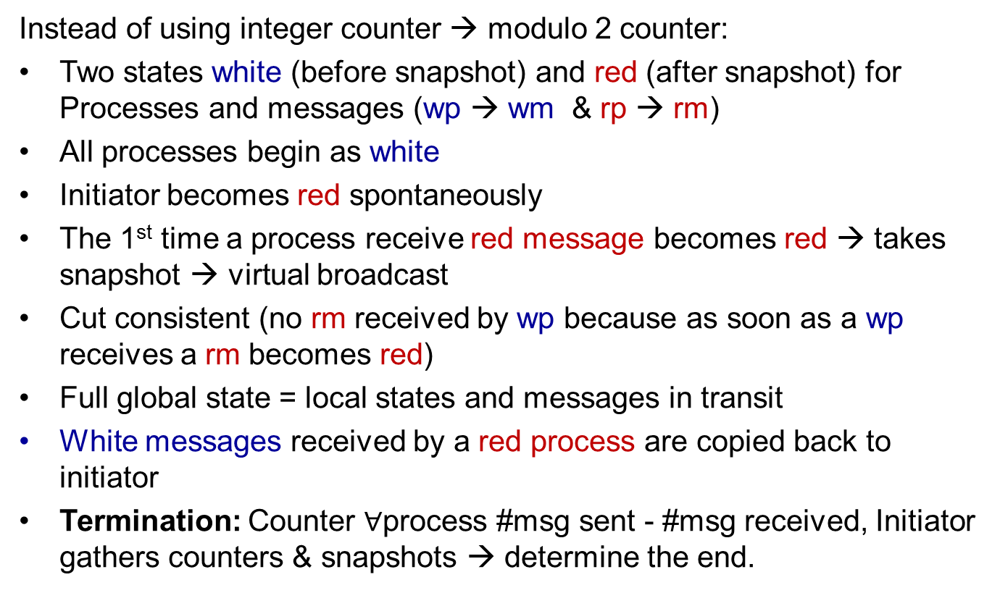 Instead of using integer counter → modulo 2 counter:
• Two states white (before snapshot) and red (after snapshot) for
Processes and messages (wp → wm & rp → rm)
• All processes begin as white
• Initiator becomes red spontaneously
• The 1st time a process receive red message becomes red → takes
snapshot → virtual broadcast
• Cut consistent (no rm received by wp because as soon as a wp
receives a rm becomes red)
• Full global state = local states and messages in transit
• White messages received by a red process are copied back to
initiator
• Termination: Counter ∀process #msg sent - #msg received, Initiator
gathers counters & snapshots → determine the end.